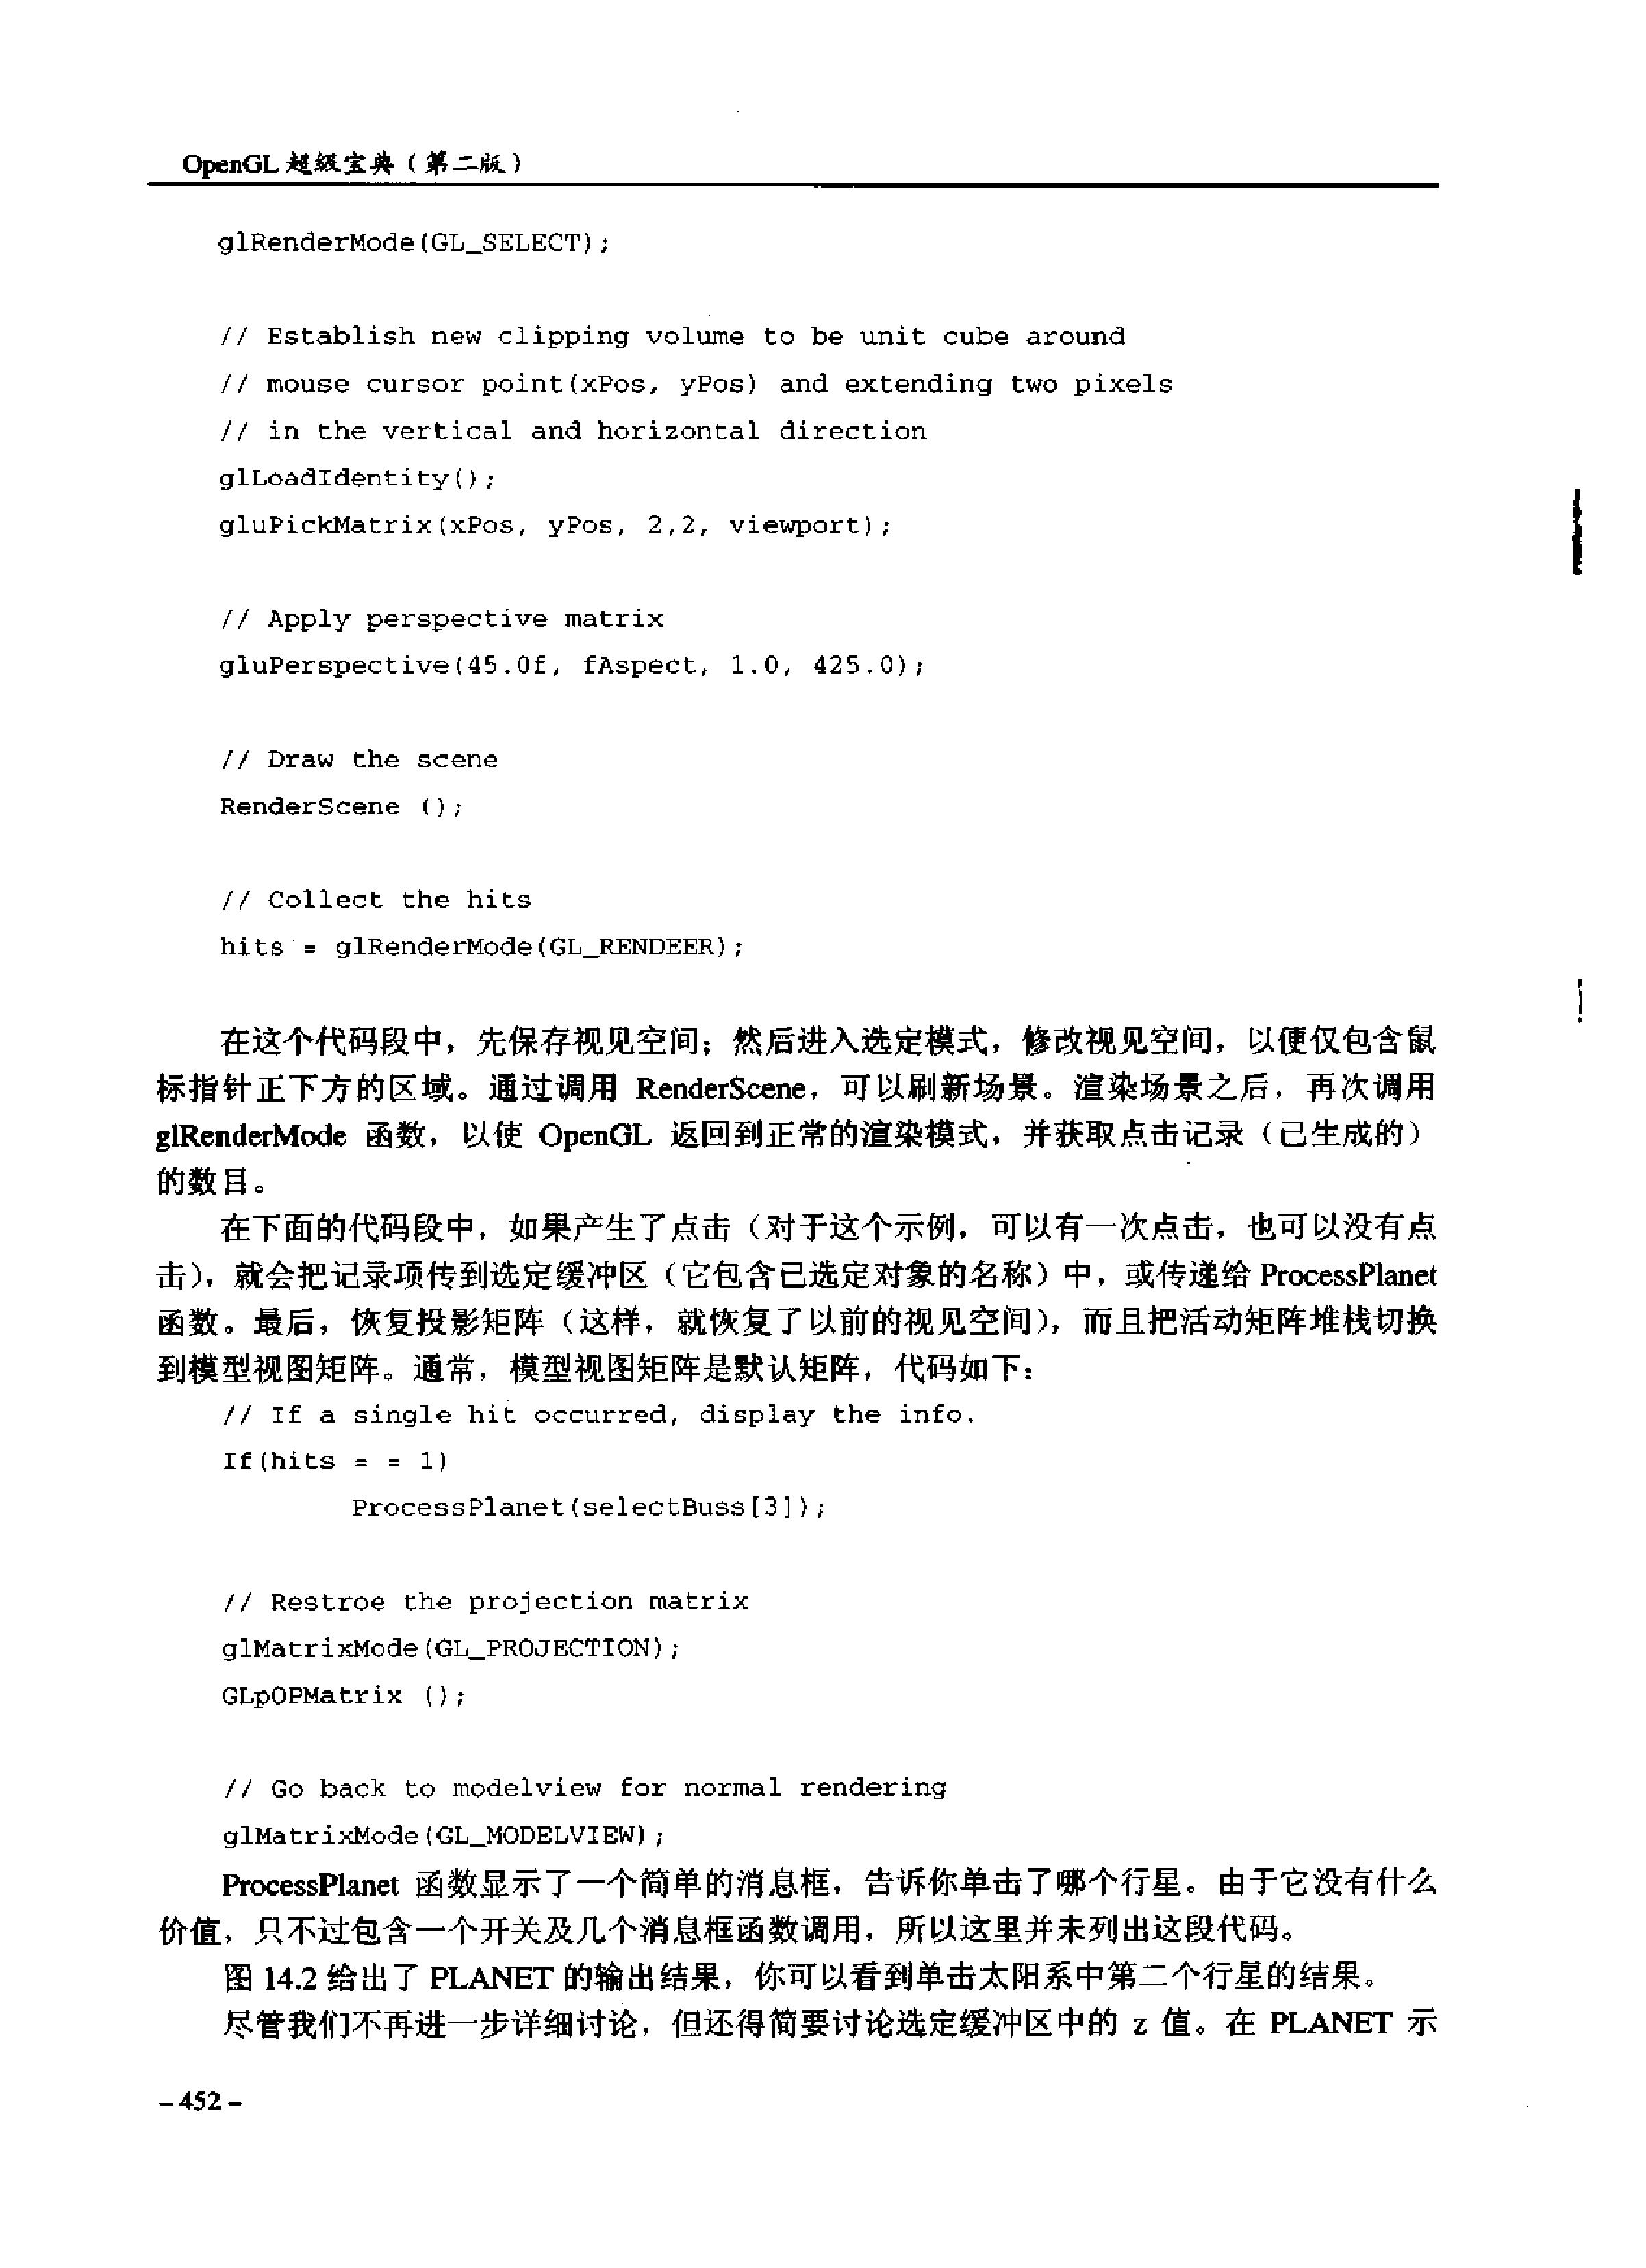 OpenGL 超级宝典（第二版）
glRenderMode(GL_SELECT);
// Establish new clipping volume to be unit cube around
// mouse cursor point(xPos, yPos) and extending two pixels
// in the vertical and horizontal direction
glLoadIdentity();
gluPickMatrix(xPos, yPos, 2,2, viewport);
// Apply perspective matrix
gluPerspective(45.0f, fAspect, 1.0, 425.0);
// Draw the scene
RenderScene ();
// Collect the hits
hits = glRenderMode(GL_RENDEER);
在这个代码段中，先保存视见空间；然后进入选定模式，修改视见空间，以便仅包含鼠
标指针正下方的区域。通过调用 RenderScene，可以刷新场景。渲染场景之后，再次调用
glRenderMode 函数，以使 OpenGL 返回到正常的渲染模式，并获取点击记录（已生成的）
的数目。
在下面的代码段中，如果产生了点击（对于这个示例，可以有一次点击，也可以没有点
击），就会把记录项传到选定缓冲区（它包含已选定对象的名称）中，或传递给 ProcessPlanet
函数。最后，恢复投影矩阵（这样，就恢复了以前的视见空间），而且把活动矩阵堆栈切换
到模型视图矩阵。通常，模型视图矩阵是默认矩阵，代码如下：
// If a single hit occurred, display the info.
If(hits = = 1)
ProcessPlanet(selectBuss[3]);
// Restroe the projection matrix
glMatrixMode(GL_PROJECTION);
GLpOPMatrix ();
// Go back to modelview for normal rendering
glMatrixMode(GL_MODELVIEW);
ProcessPlanet 函数显示了一个简单的消息框，告诉你单击了哪个行星。由于它没有什么
价值，只不过包含一个开关及几个消息框函数调用，所以这里并未列出这段代码。
图 14.2 给出了 PLANET 的输出结果，你可以看到单击太阳系中第二个行星的结果。
尽管我们不再进一步详细讨论，但还得简要讨论选定缓冲区中的 z 值。在 PLANET 示
－452－